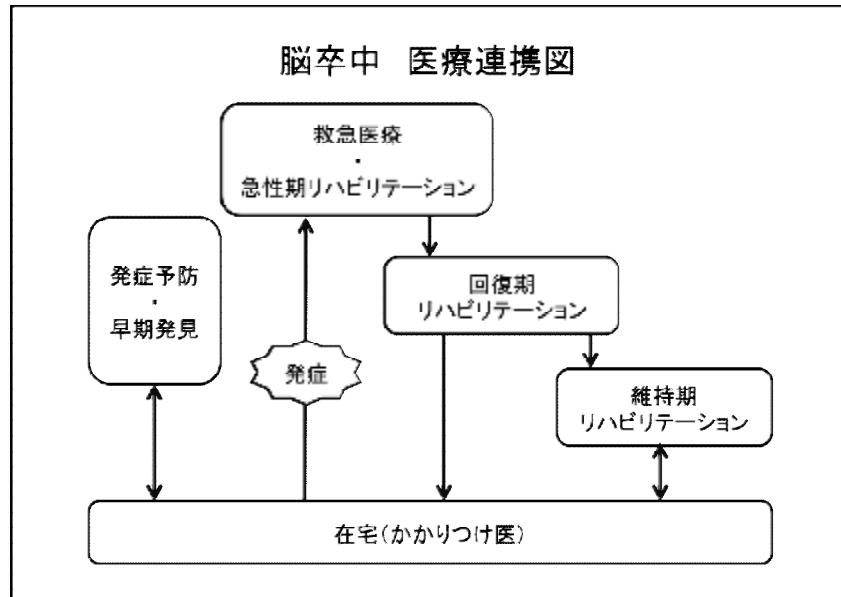 脳卒中　医療連携図
救急医療
・
急性期リハビリテーション
発症予防
・
早期発見
回復期
リハビリテーション
発症
維持期
リハビリテーション
在宅(かかりつけ医)